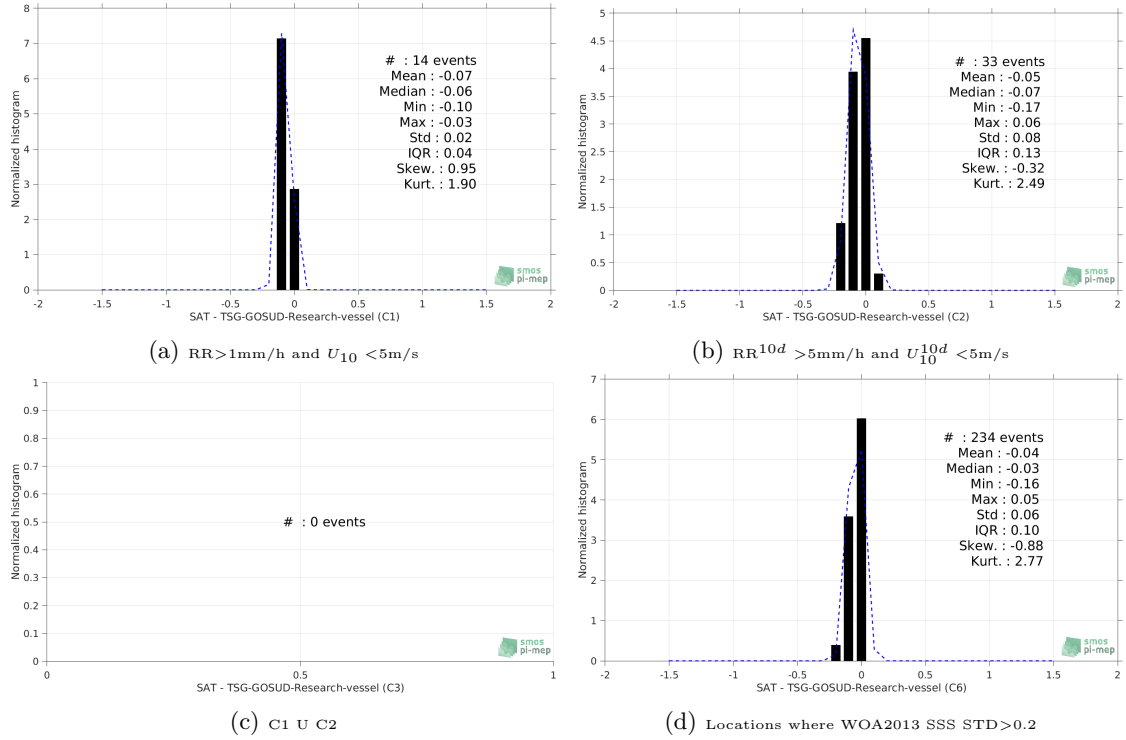 8
7
6
5
4
3
2
1
0
Normalized histogram
-2
-1.5
-1
-0.5
0
0.5
1
1.5
2
# : 14 events
Mean : -0.07
Median : -0.06
Min : -0.10
Max : -0.03
Std : 0.02
IQR : 0.04
Skew. : 0.95
Kurt. : 1.90
smos
pi-mep
SAT - TSG-GOSUD-Research-vessel (C1)
(a) RR>1mm/h and U10 <5m/s
5
4.5
4
3.5
3
2.5
2
1.5
1
0.5
0
Normalized histogram
-2
-1.5
-1
-0.5
0
0.5
1
1.5
2
# : 33 events
Mean : -0.05
Median : -0.07
Min : -0.17
Max : 0.06
Std : 0.08
IQR : 0.13
Skew. : -0.32
Kurt. : 2.49
smos
pi-mep
SAT - TSG-GOSUD-Research-vessel (C2)
(b) RR10d >5mm/h and U10d10 <5m/s
1
0.9
0.8
0.7
0.6
0.5
0.4
0.3
0.2
0.1
0
Normalized histogram
0
0.5
1
# : 0 events
smos
pi-mep
SAT - TSG-GOSUD-Research-vessel (C3)
(c) C1 U C2
7
6
5
4
3
2
1
0
Normalized histogram
-2
-1.5
-1
-0.5
0
0.5
1
1.5
2
# : 234 events
Mean : -0.04
Median : -0.03
Min : -0.16
Max : 0.05
Std : 0.06
IQR : 0.10
Skew. : -0.88
Kurt. : 2.77
smos
pi-mep
SAT - TSG-GOSUD-Research-vessel (C6)
(d) Locations where WOA2013 SSS STD>0.2